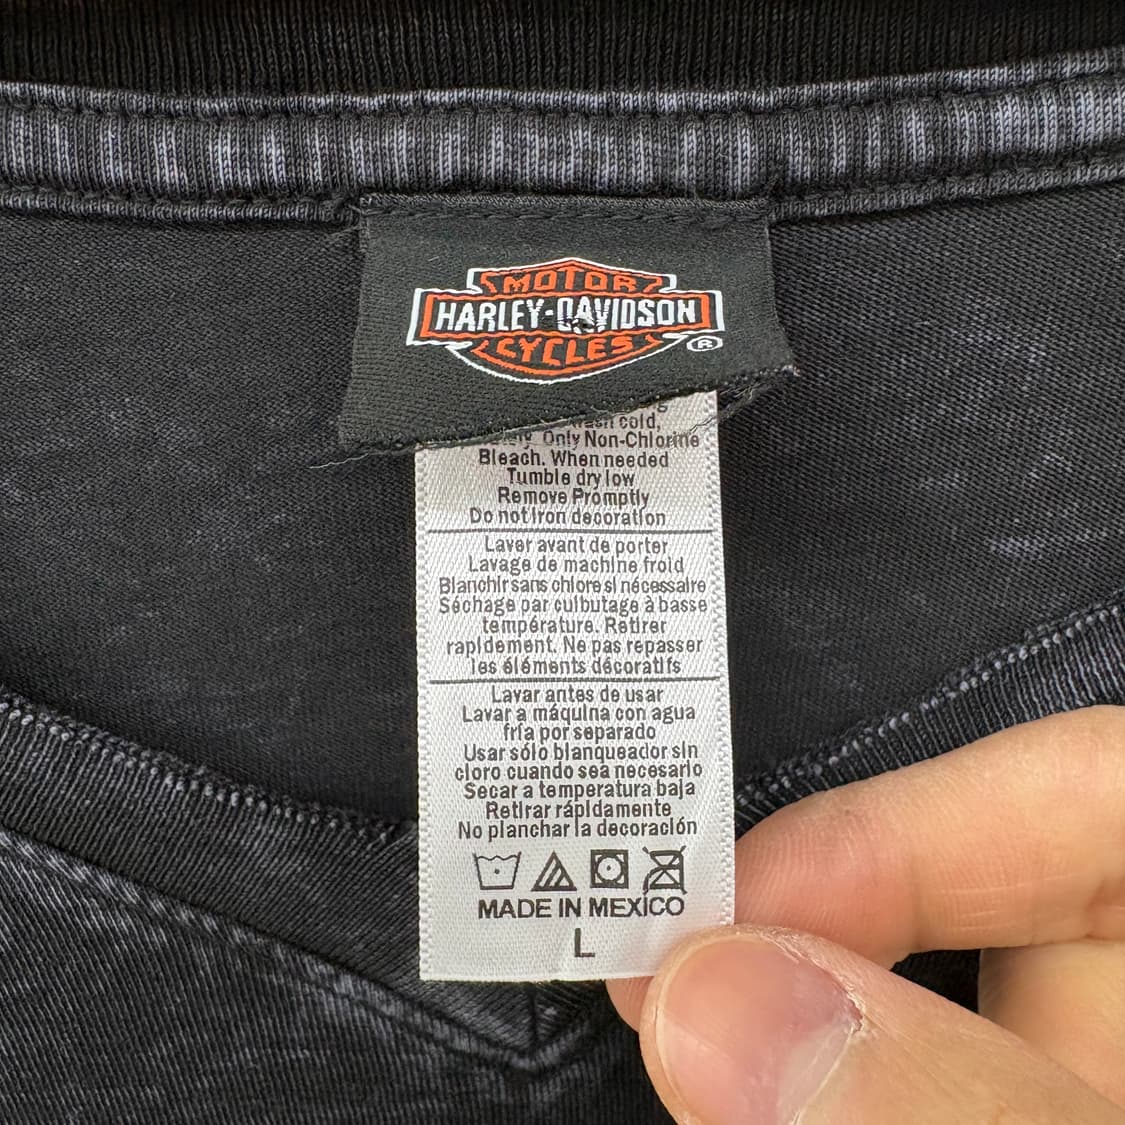 MOTOR
HARLEY-DAVIDSON
CYCLES
®
cold,
Only Non-Chlorine
Bleach. When needed
Tumble dry low
Remove Promptly
Do not Iron decoration
Laver avant de porter
Lavage de machine froid
Blanchir sans chlore si nécessaire
Séchage par culbutage à basse
température. Retirer
rapidement. Ne pas repasser
les éléments décoratifs
Lavar antes de usar
Lavar a máquina con agua
fría por separado
Usar sólo blanqueador sin
cloro cuando sea necesario
Secar a temperatura baja
Retirar rápidamente
No planchar la decoración
MADE IN MEXICO
L